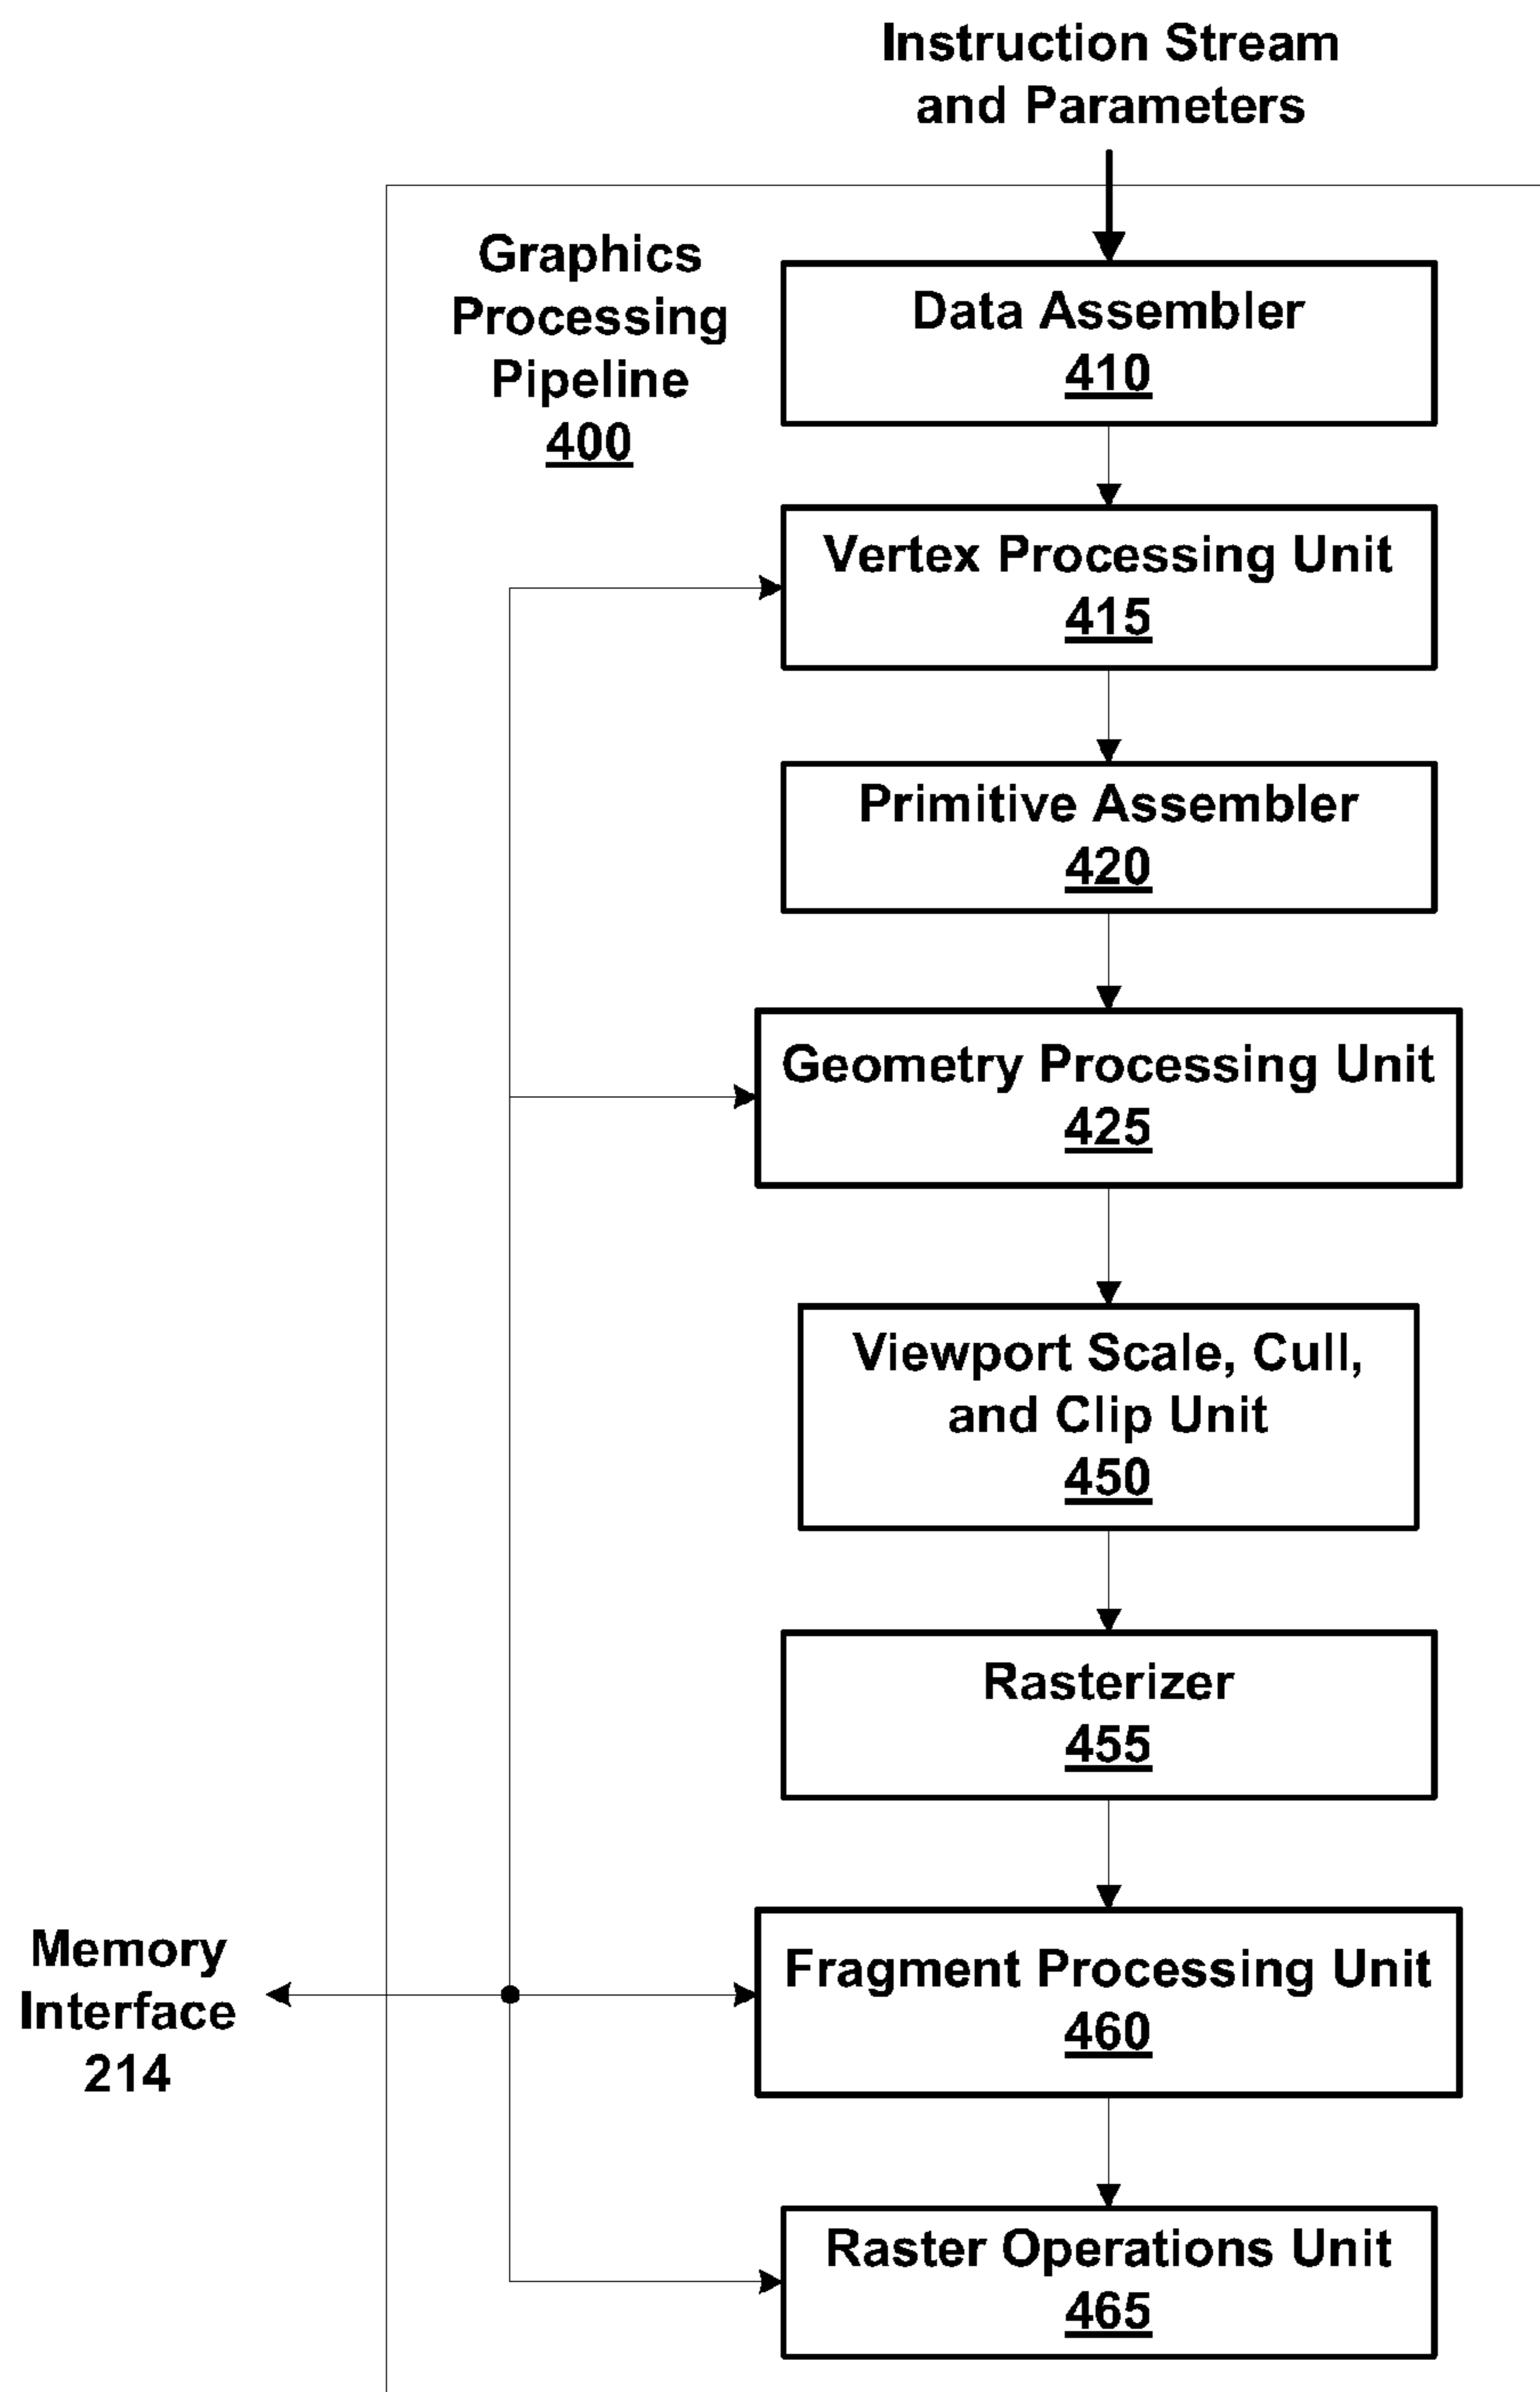 Instruction Stream
and Parameters
Graphics
Processing
Pipeline
400
Data Assembler
410
Vertex Processing Unit
415
Primitive Assembler
420
Geometry Processing Unit
425
Viewport Scale, Cull,
and Clip Unit
450
Rasterizer
455
Memory
Interface
214
Fragment Processing Unit
460
Raster Operations Unit
465